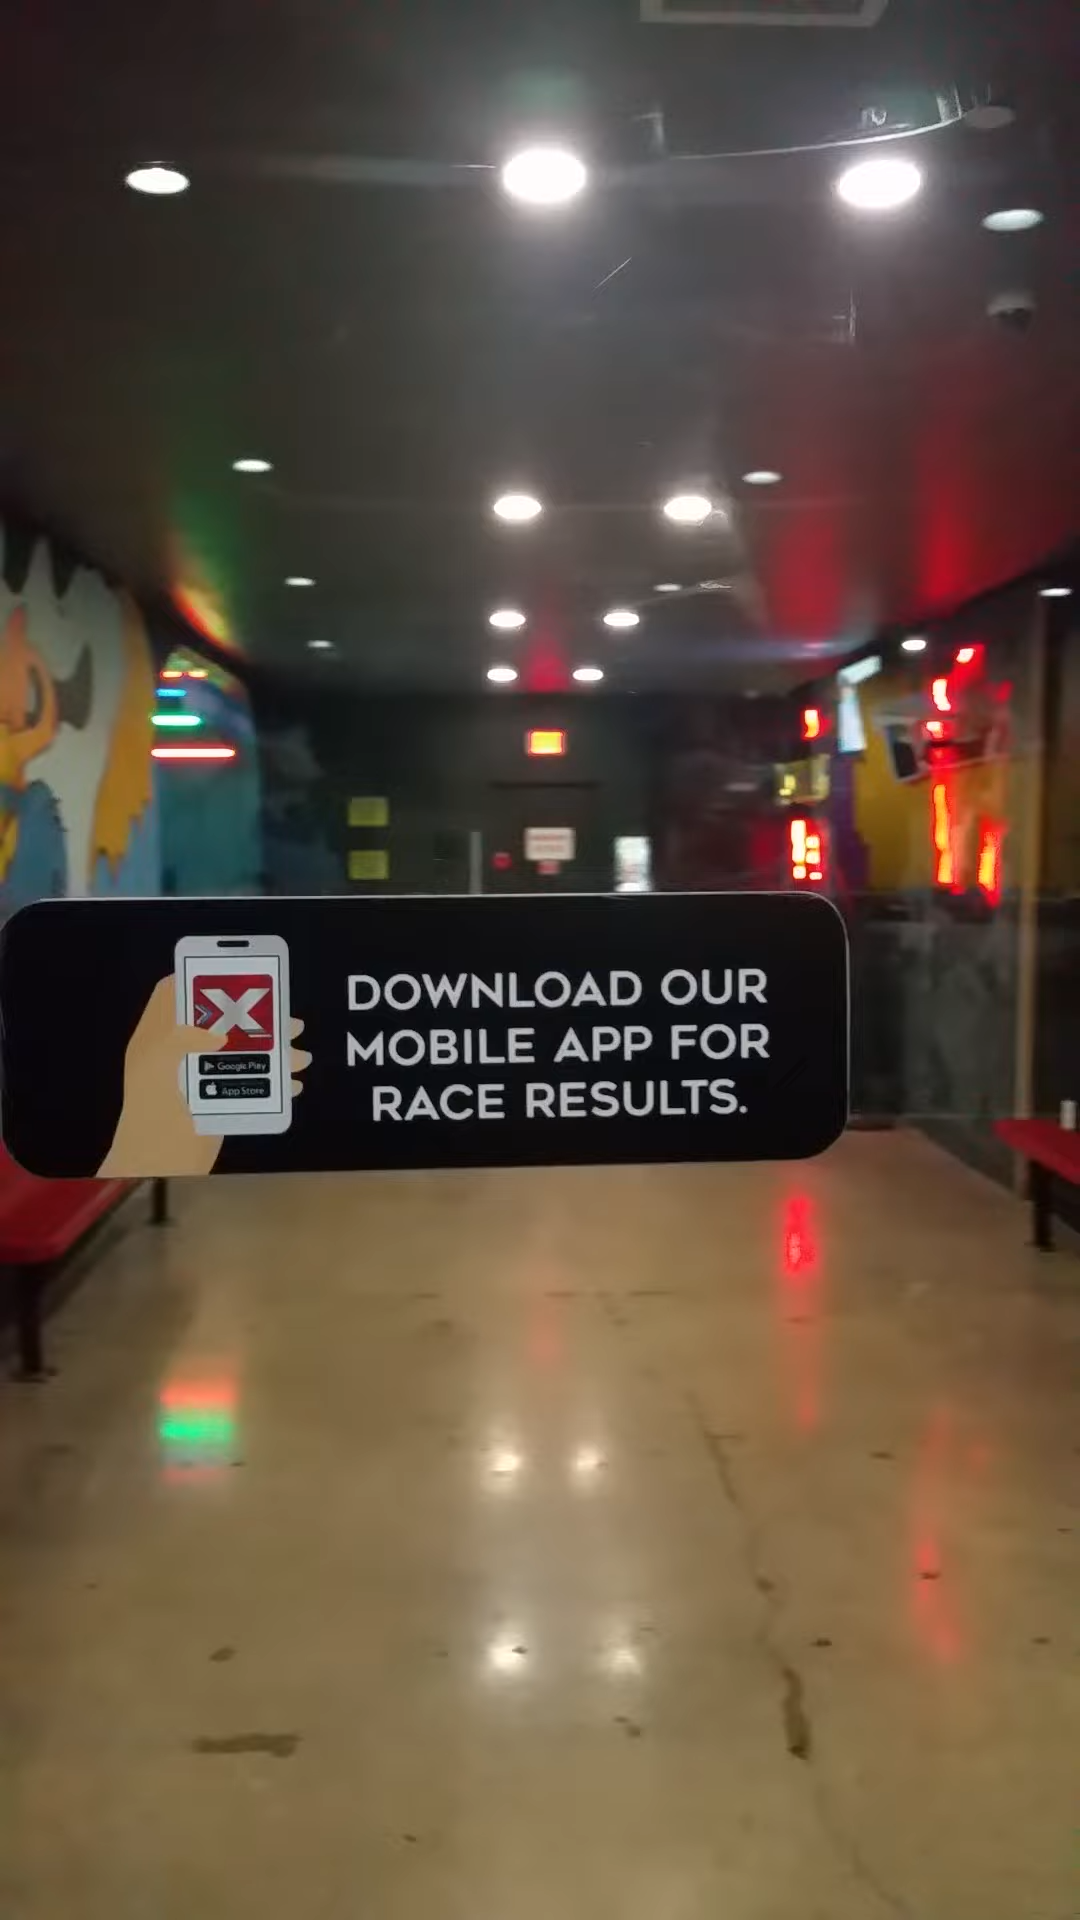 X
Google Play
App Store
DOWNLOAD OUR
MOBILE APP FOR
RACE RESULTS.